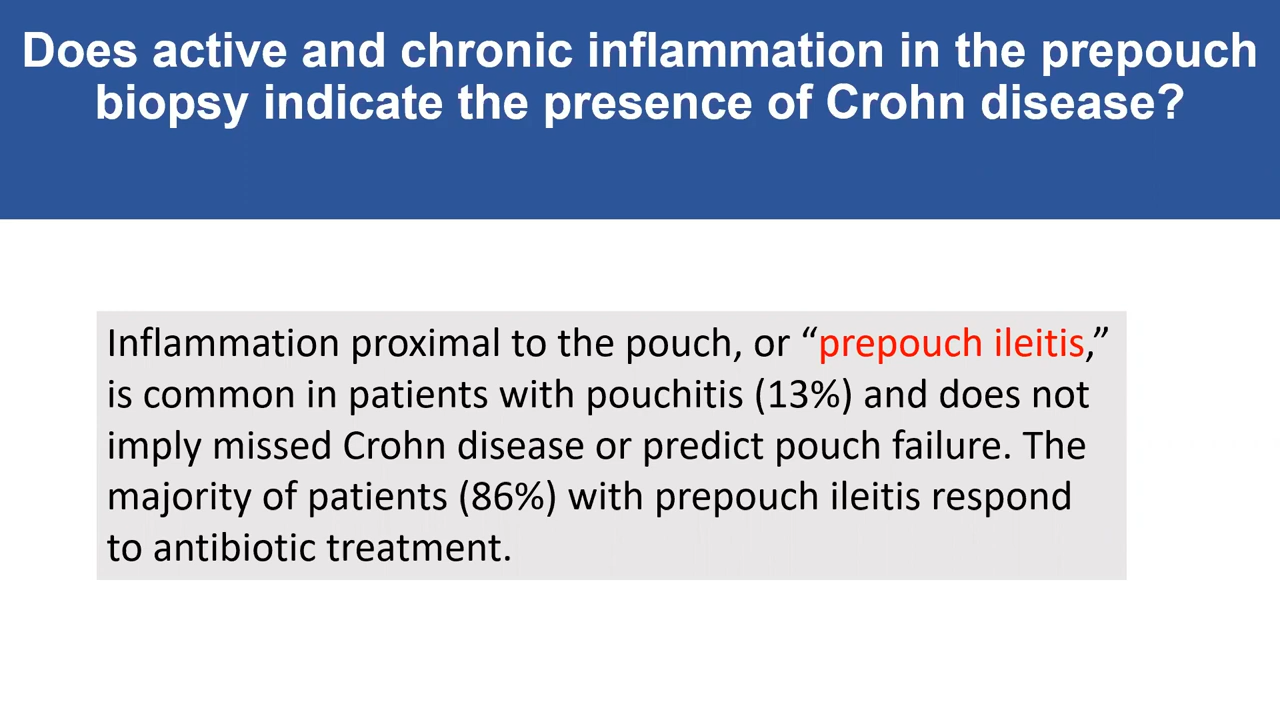 Does active and chronic inflammation in the prepouch
biopsy indicate the presence of Crohn disease?
Inflammation proximal to the pouch, or “prepouch ileitis,”
is common in patients with pouchitis (13%) and does not
imply missed Crohn disease or predict pouch failure. The
majority of patients (86%) with prepouch ileitis respond
to antibiotic treatment.